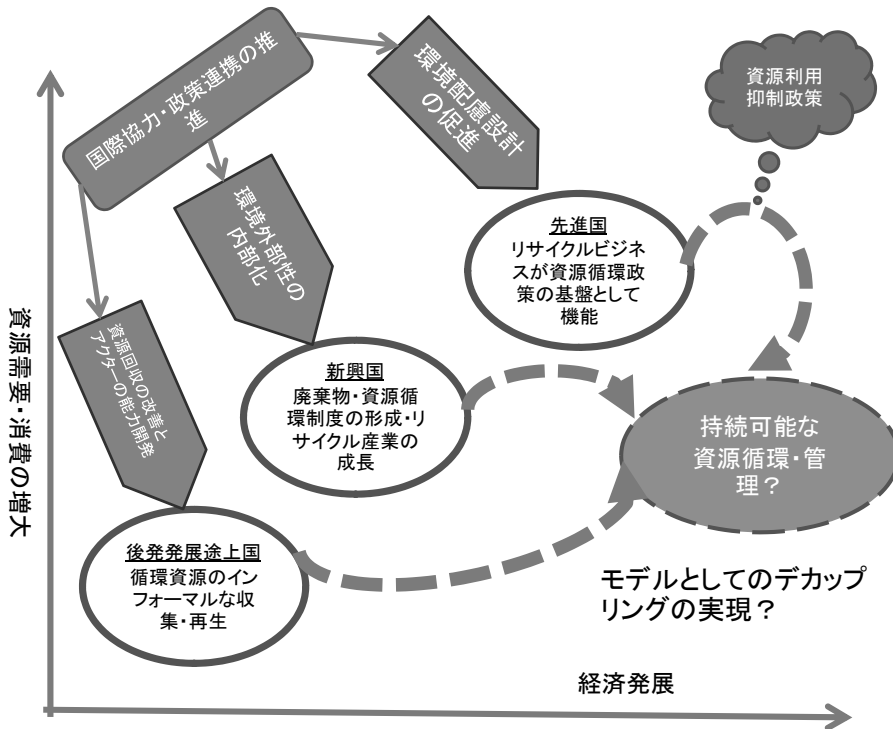 国際協力・政策連携の推
進
環境配慮設計
の促進
資源利用
抑制政策
環境外部性の
内部化
先進国
リサイクルビジネ
スが資源循環政
策の基盤として
機能
資源回収の改善と
アクターの能力開発
新興国
廃棄物・資源循
環制度の形成・リ
サイクル産業の
成長
持続可能な
資源循環・管
理？
後発発展途上国
循環資源のイン
フォーマルな収
集・再生
モデルとしてのデカップ
リングの実現？
資源需要・消費の増大
経済発展